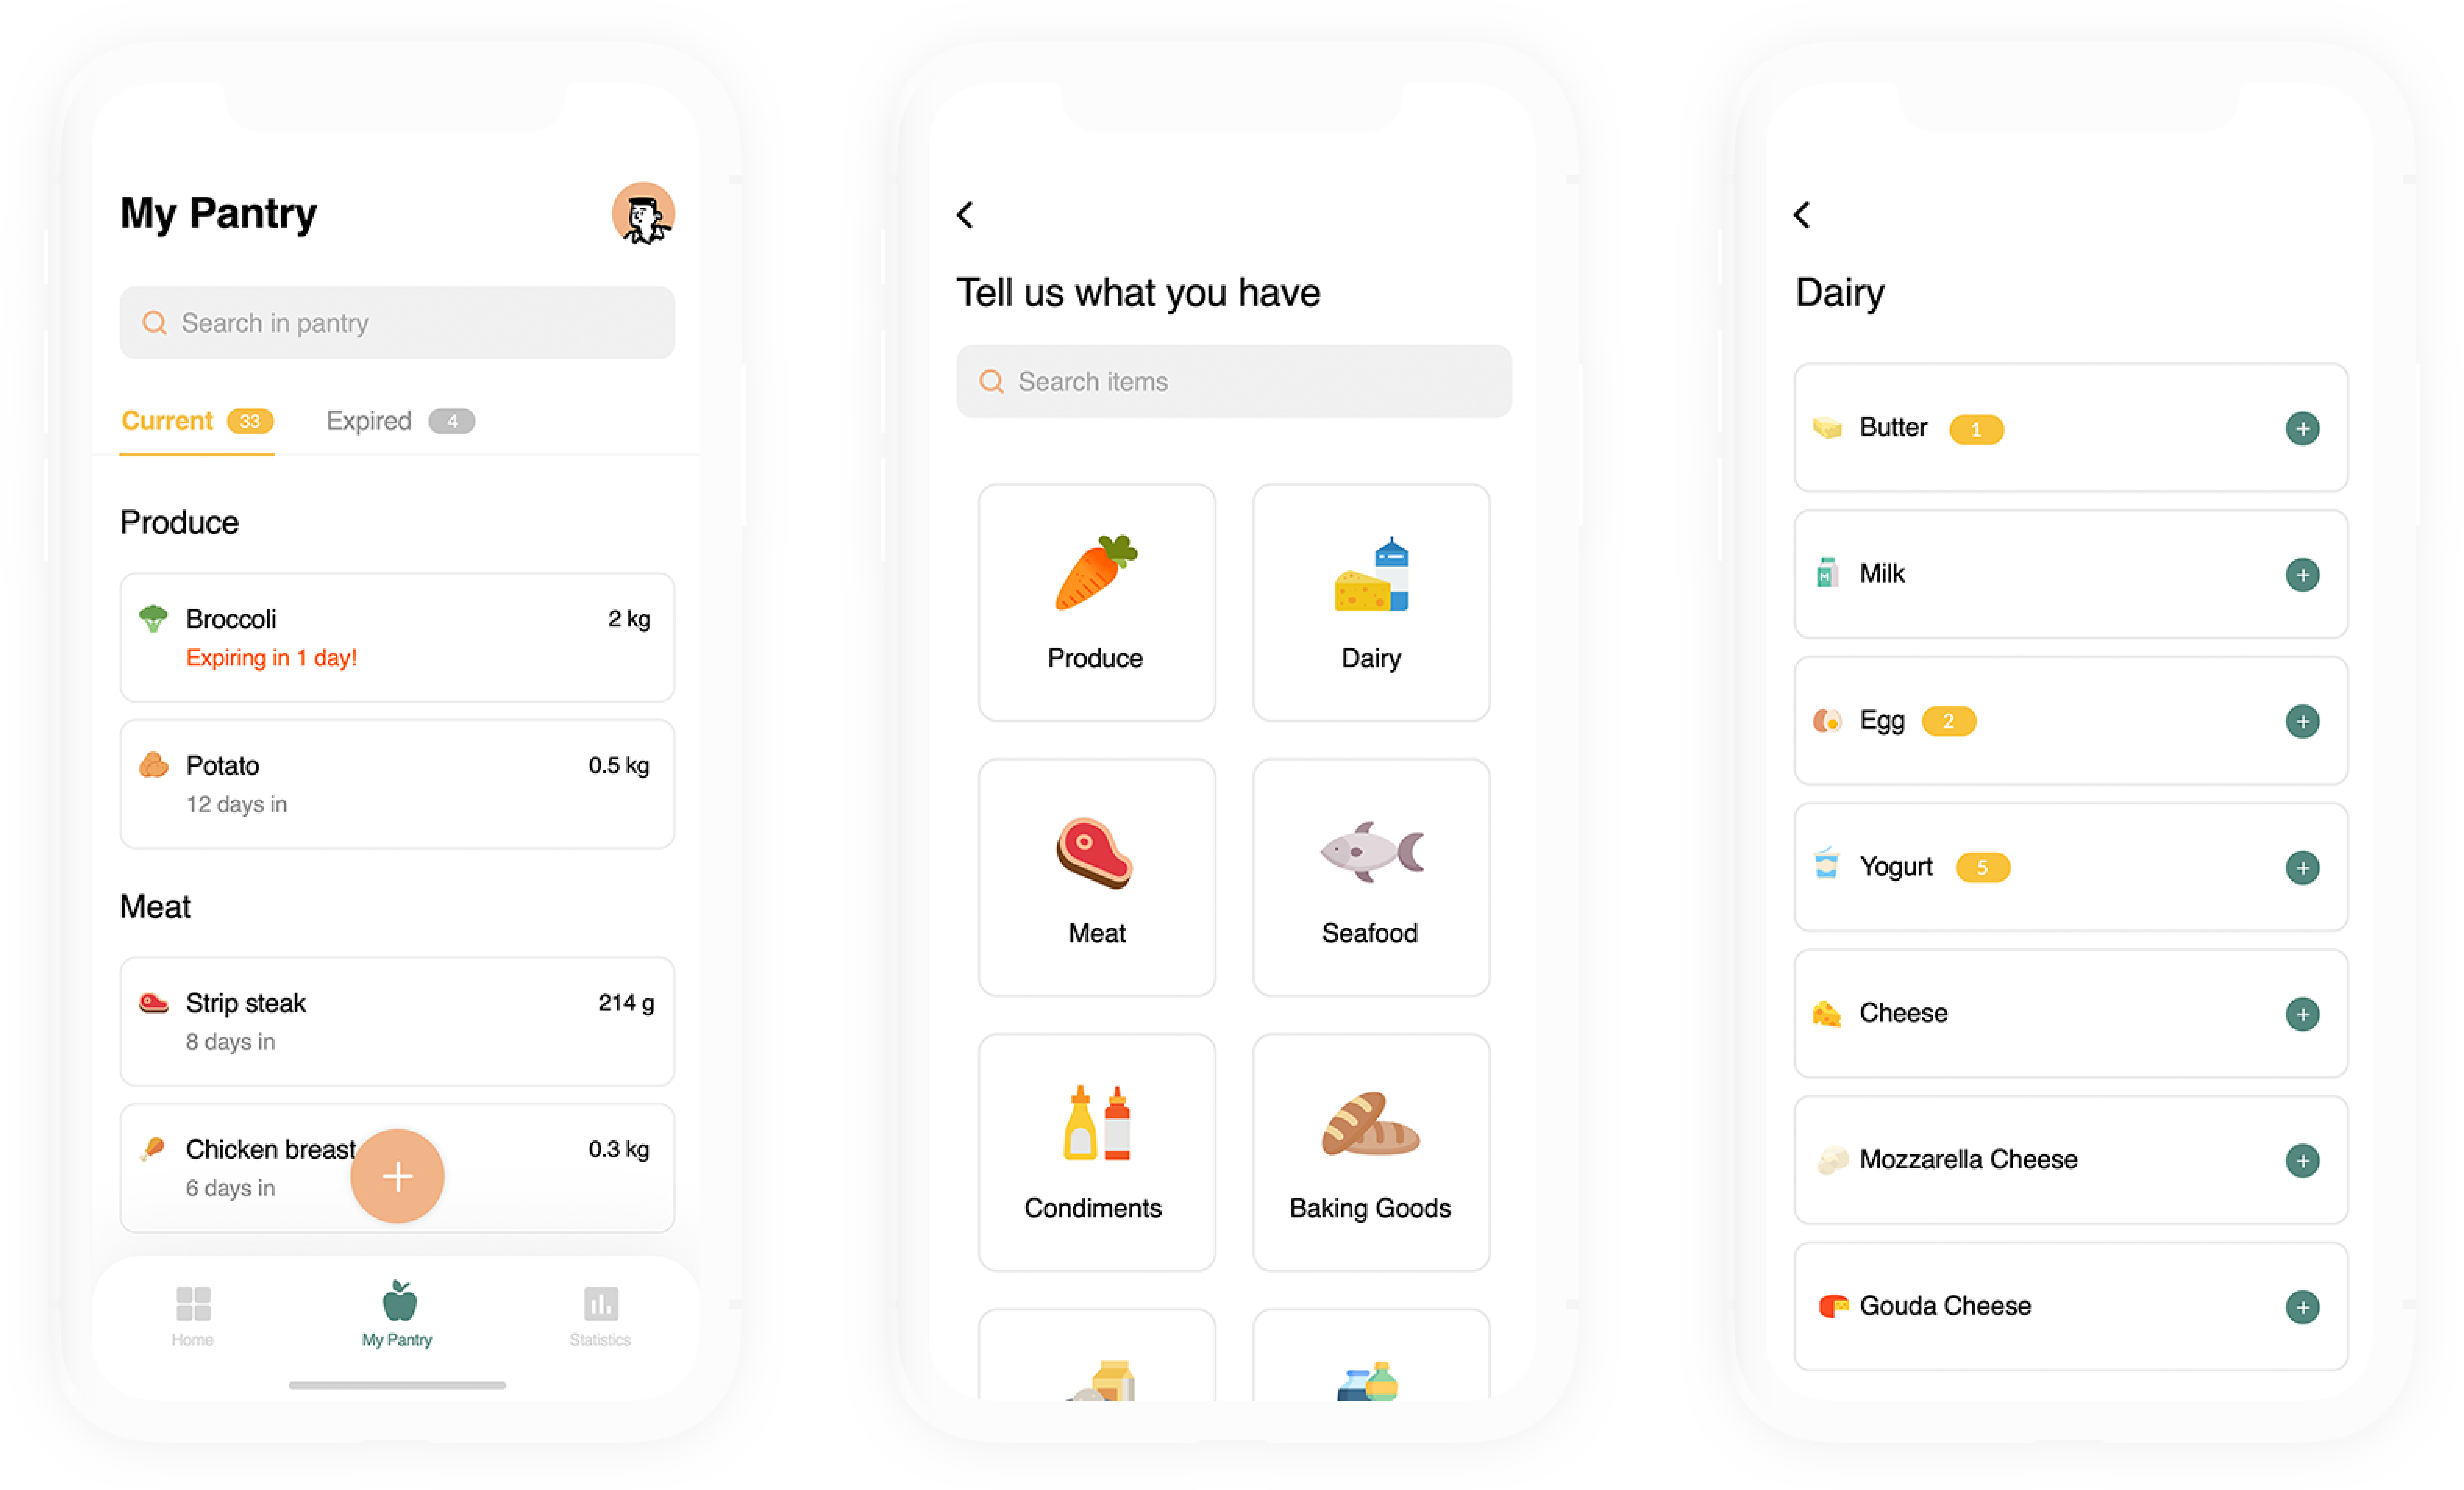 My Pantry
Search in pantry
Current 33 Expired 4
Produce
Broccoli 2 kg
Expiring in 1 day!
Potato 0.5 kg
12 days in
Meat
Strip steak 214 g
8 days in
Chicken breast 0.3 kg
6 days in
Home My Pantry Statistics
Tell us what you have
Search items
Produce Dairy
Meat Seafood
Condiments Baking Goods
Dairy
Butter 1
M Milk
Egg 2
Yogurt 5
Cheese
Mozzarella Cheese
Gouda Cheese